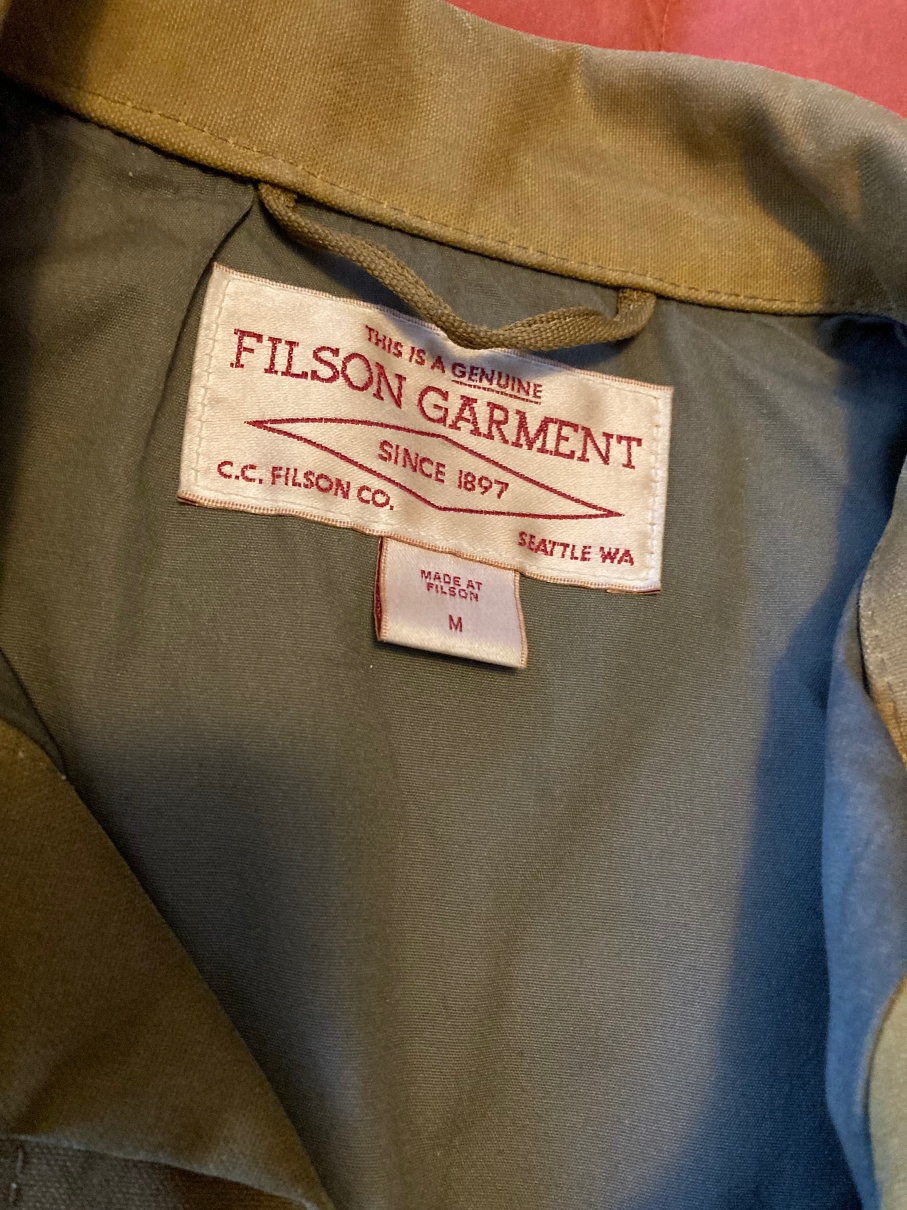 THIS IS A GENUINE
FILSON GARMENT
SINCE 1897
C.C. FILSON CO.
SEATTLE WA
MADE AT
FILSON
M